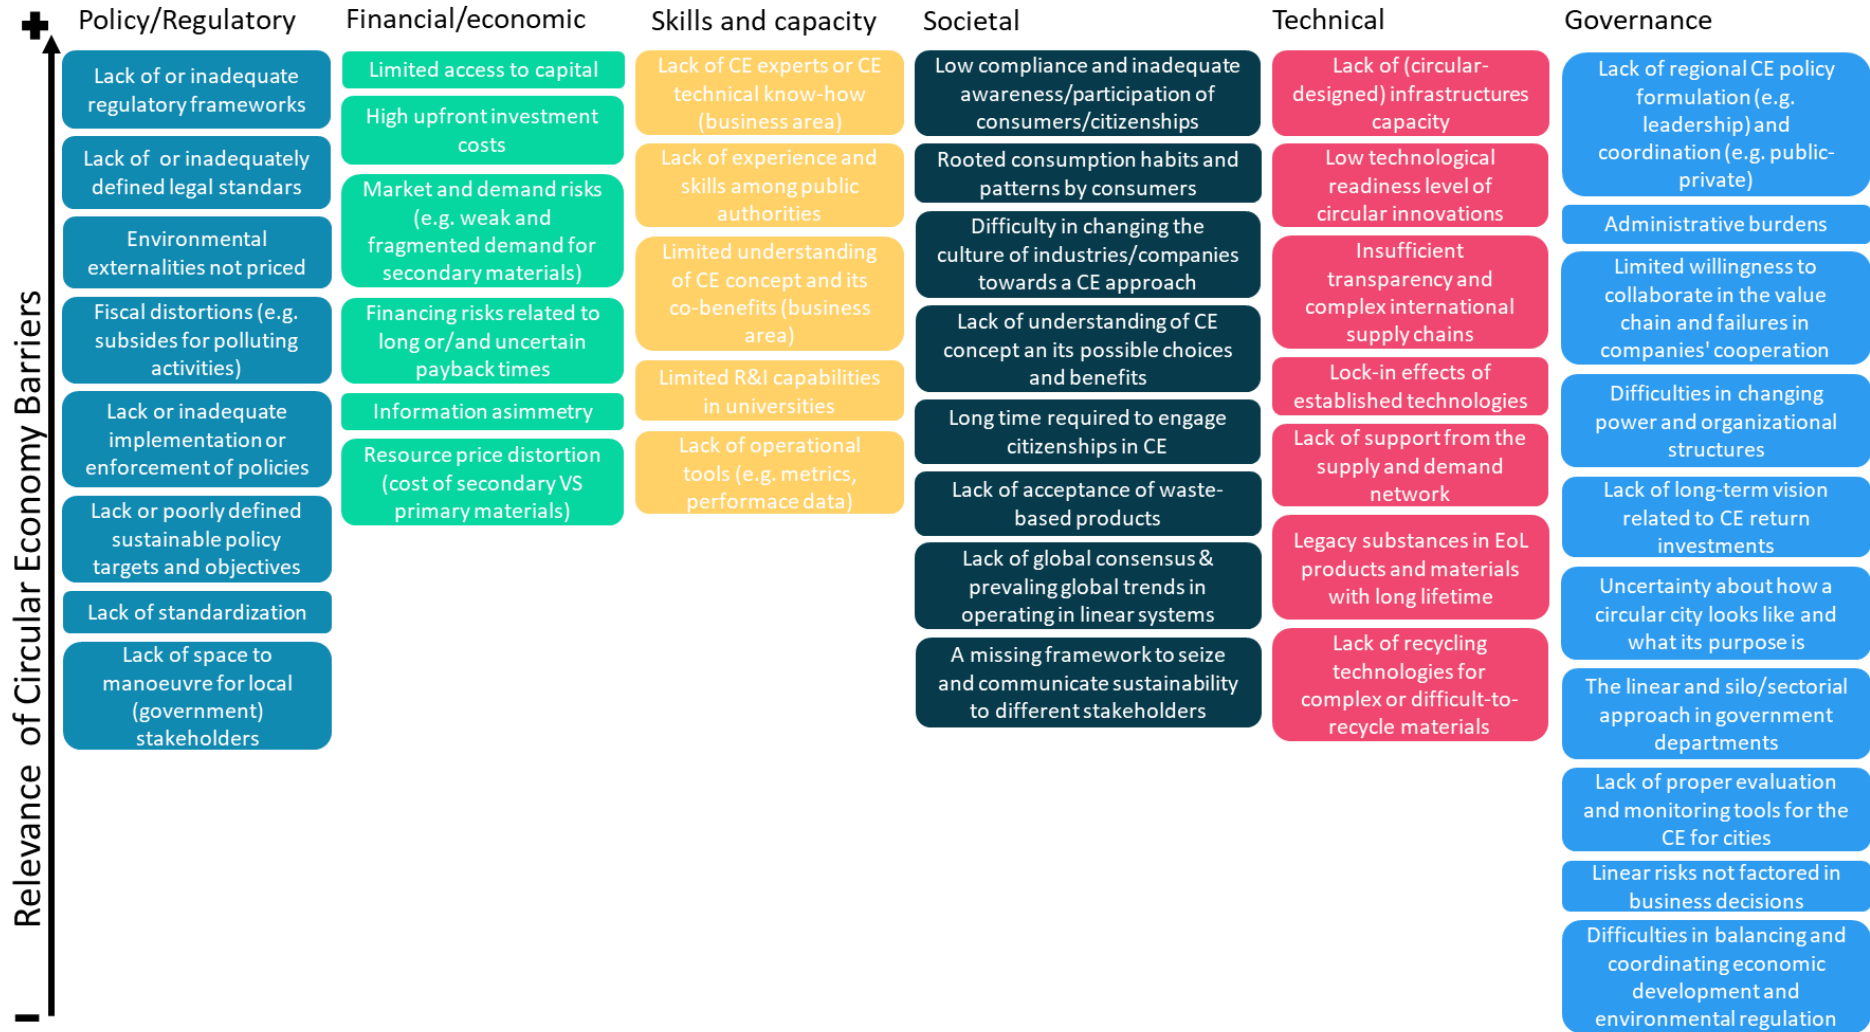 Relevance of Circular Economy Barriers
Policy/Regulatory
Lack of or inadequate
regulatory frameworks
Lack of or inadequately
defined legal standars
Environmental
externalities not priced
Fiscal distortions (e.g.
subsides for polluting
activities)
Lack or inadequate
implementation or
enforcement of policies
Lack or poorly defined
sustainable policy
targets and objectives
Lack of standardization
Lack of space to
manoeuvre for local
(government)
stakeholders
Financial/economic
Limited access to capital
High upfront investment
costs
Market and demand risks
(e.g. weak and
fragmented demand for
secondary materials)
Financing risks related to
long or/and uncertain
payback times
Information asimmetry
Resource price distortion
(cost of secondary VS
primary materials)
Skills and capacity
Lack of CE experts or CE
technical know-how
(business area)
Lack of experience and
skills among public
authorities
Limited understanding
of CE concept and its
co-benefits (business
area)
Limited R&I capabilities
in universities
Lack of operational
tools (e.g. metrics,
performace data)
Societal
Low compliance and inadequate
awareness/participation of
consumers/citizenships
Rooted consumption habits and
patterns by consumers
Difficulty in changing the
culture of industries/companies
towards a CE approach
Lack of understanding of CE
concept an its possible choices
and benefits
Long time required to engage
citizenships in CE
Lack of acceptance of waste-
based products
Lack of global consensus &
prevaling global trends in
operating in linear systems
A missing framework to seize
and communicate sustainability
to different stakeholders
Technical
Lack of (circular-
designed) infrastructures
capacity
Low technological
readiness level of
circular innovations
Insufficient
transparency and
complex international
supply chains
Lock-in effects of
established technologies
Lack of support from the
supply and demand
network
Legacy substances in EoL
products and materials
with long lifetime
Lack of recycling
technologies for
complex or difficult-to-
recycle materials
Governance
Lack of regional CE policy
formulation (e.g.
leadership) and
coordination (e.g. public-
private)
Administrative burdens
Limited willingness to
collaborate in the value
chain and failures in
companies' cooperation
Difficulties in changing
power and organizational
structures
Lack of long-term vision
related to CE return
investments
Uncertainty about how a
circular city looks like and
what its purpose is
The linear and silo/sectorial
approach in government
departments
Lack of proper evaluation
and monitoring tools for the
CE for cities
Linear risks not factored in
business decisions
Difficulties in balancing and
coordinating economic
development and
environmental regulation